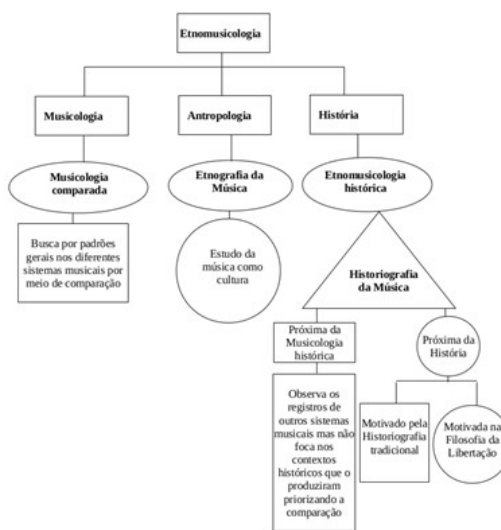 Etnomusicologia
Musicologia
Antropologia
História
Musicologia
comparada
Etnografia da
Música
Etnomusicologia
histórica
Busca por padrões
gerais nos diferentes
sistemas musicais por
meio de comparação
Estudo da
música como
cultura
Historiografia
da Música
Próxima da
Musicologia
histórica
Próxima da
História
Observa os
registros de
outros sistemas
musicais mas não
foca nos
contextos
históricos que o
produziram
priorizando a
comparação
Motivado pela
Historiografia
tradicional
Motivada na
Filosofia da
Libertação